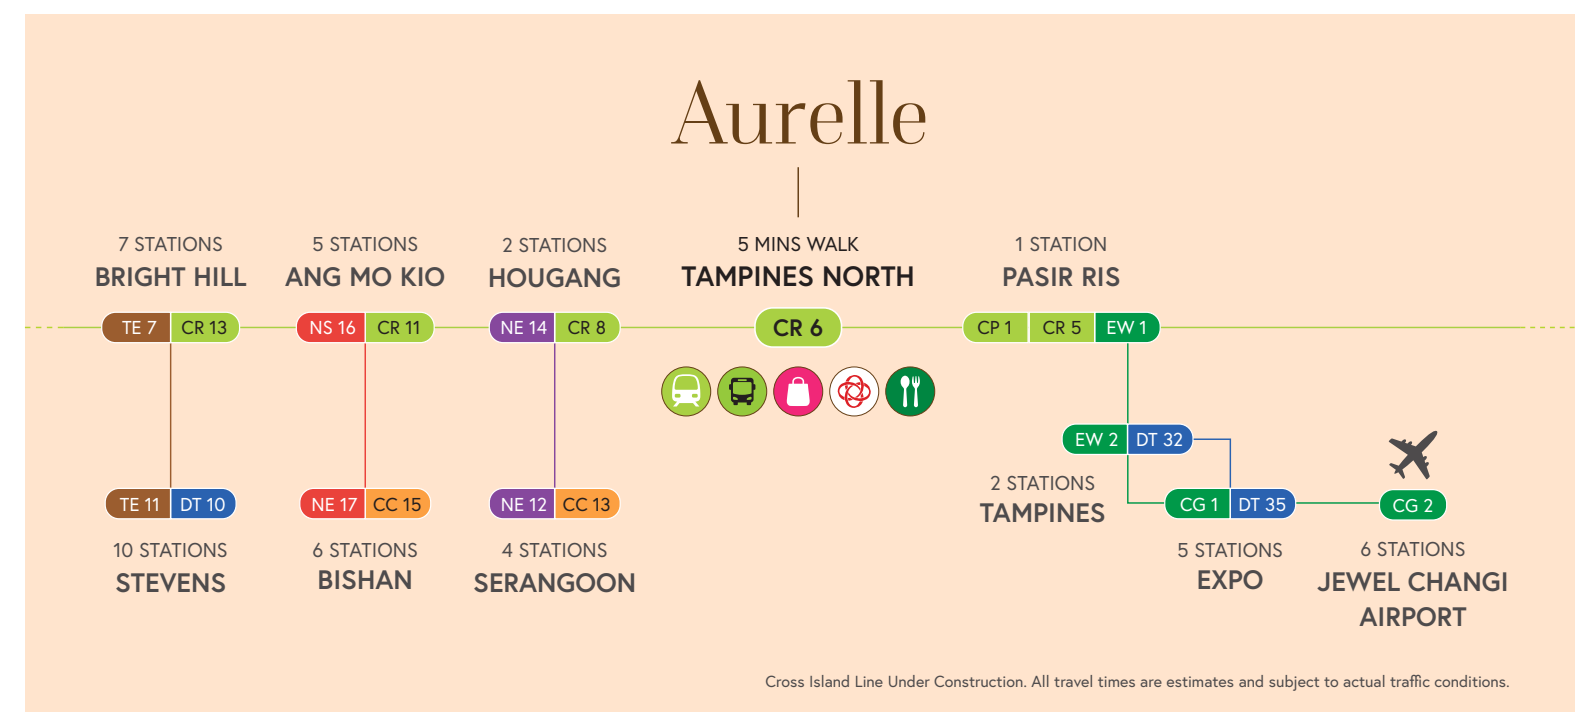 Aurelle
7 STATIONS
BRIGHT HILL
5 STATIONS
ANG MO KIO
2 STATIONS
HOUGANG
5 MINS WALK
TAMPINES NORTH
1 STATION
PASIR RIS
TE 7 CR 13
NS 16 CR 11
NE 14 CR 8
CR 6
CP 1 CR 5 EW 1
EW 2 DT 32
2 STATIONS
TAMPINES
TE 11 DT 10
10 STATIONS
STEVENS
NE 17 CC 15
6 STATIONS
BISHAN
NE 12 CC 13
4 STATIONS
SERANGOON
CG 1 DT 35
5 STATIONS
EXPO
CG 2
6 STATIONS
JEWEL CHANGI
AIRPORT
Cross Island Line Under Construction. All travel times are estimates and subject to actual traffic conditions.